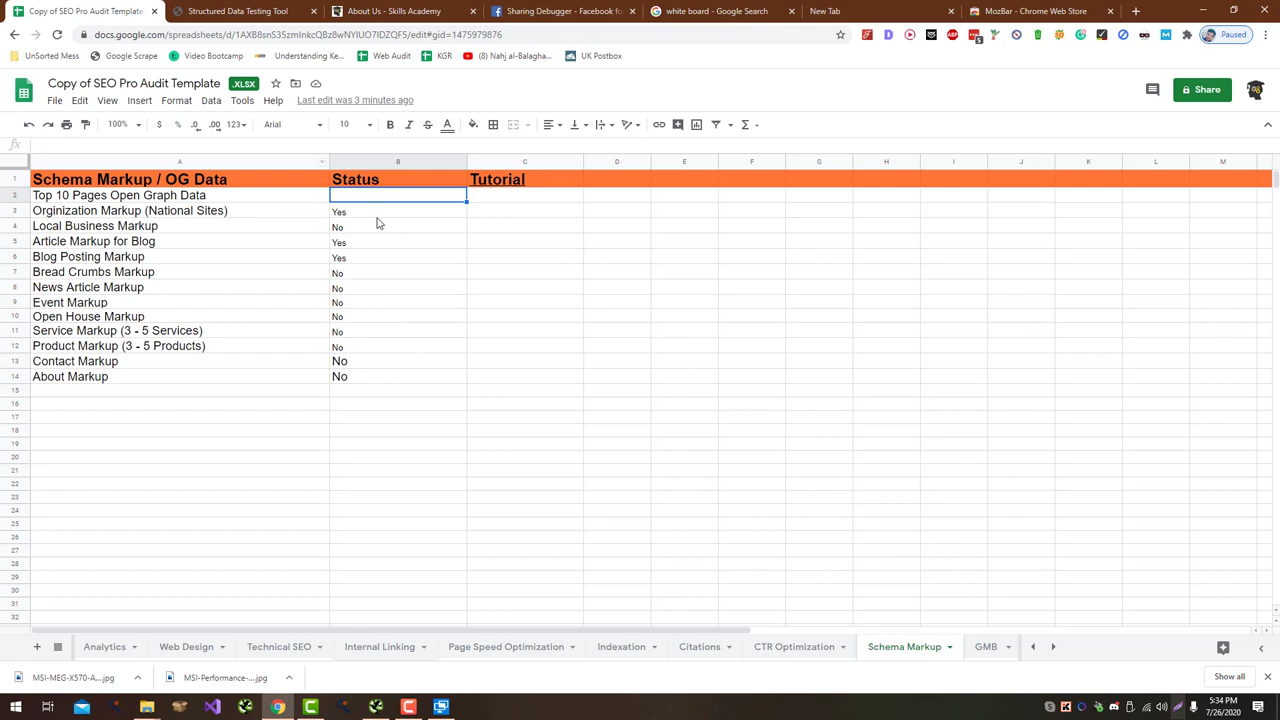 Copy of SEO Pro Audit Template
Structured Data Testing Tool
About Us - Skills Academy
Sharing Debugger - Facebook fo
white board - Google Search
New Tab
MozBar - Chrome Web Store
docs.google.com/spreadsheets/d/1AXB8snS35zmInkcQBz8wNYIUO7IDZQF5/edit#gid=1475979876
Paused
UnSorted Mess
Google Scrape
Video Bootcamp
Understanding Ke...
Web Audit
KGR
(8) Nahj al-Balagha...
UK Postbox
Copy of SEO Pro Audit Template
.XLSX
File Edit View Insert Format Data Tools Help
Last edit was 3 minutes ago
Share
100% $ % .0 .00 123 Arial 10 B I S A
fx
A B C D E F G H I J K L M
1 Schema Markup / OG Data Status Tutorial
2 Top 10 Pages Open Graph Data
3 Orginization Markup (National Sites) Yes
4 Local Business Markup No
5 Article Markup for Blog Yes
6 Blog Posting Markup Yes
7 Bread Crumbs Markup No
8 News Article Markup No
9 Event Markup No
10 Open House Markup No
11 Service Markup (3 - 5 Services) No
12 Product Markup (3 - 5 Products) No
13 Contact Markup No
14 About Markup No
15
16
17
18
19
20
21
22
23
24
25
26
27
28
29
30
31
32
Analytics Web Design Technical SEO Internal Linking Page Speed Optimization Indexation Citations CTR Optimization Schema Markup GMB
MSI-MEG-X570-A....jpg
MSI-Performance-....jpg
Show all
5:34 PM
7/26/2020